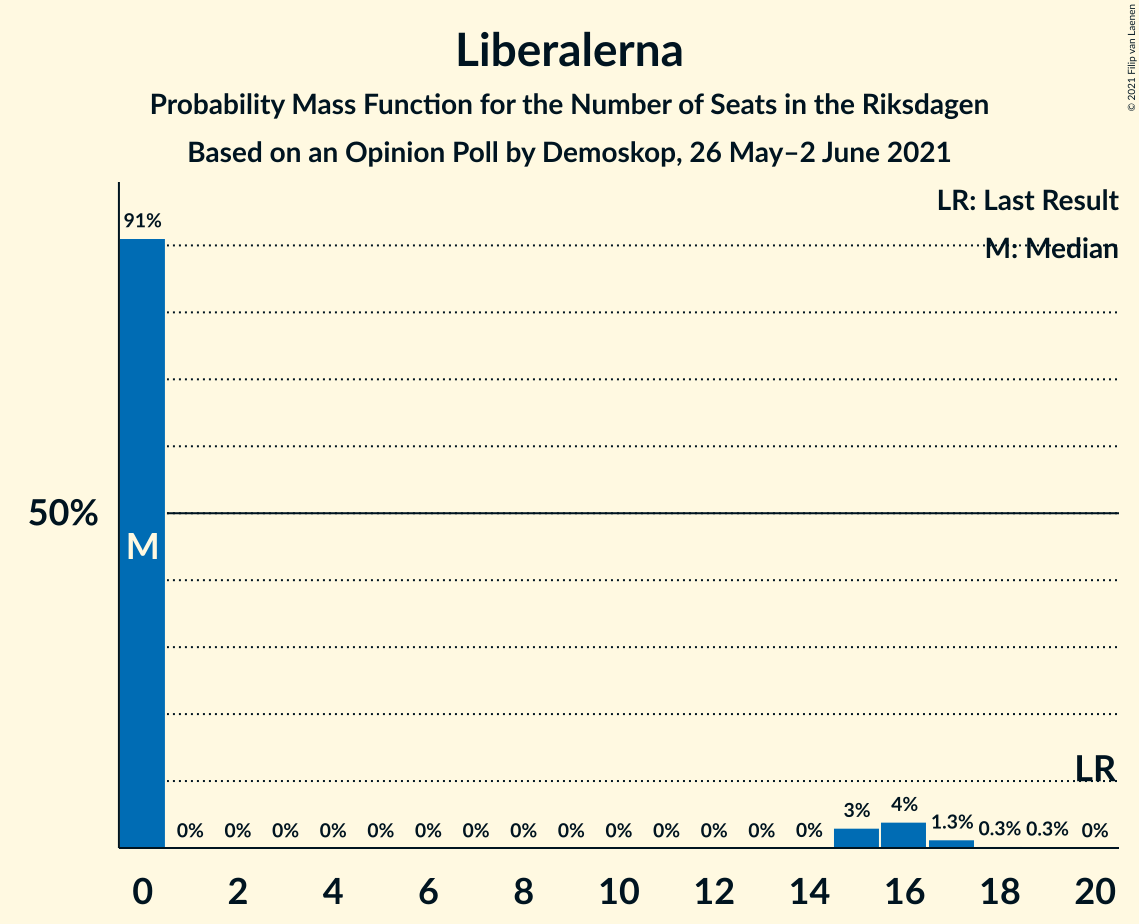 Liberalerna
Probability Mass Function for the Number of Seats in the Riksdagen
Based on an Opinion Poll by Demoskop, 26 May–2 June 2021
© 2021 Filip van Laenen
LR: Last Result
M: Median
91%
50%
M
LR
0% 0% 0% 0% 0% 0% 0% 0% 0% 0% 0% 0% 0% 0% 3% 4% 1.3% 0.3% 0.3% 0%
0 2 4 6 8 10 12 14 16 18 20